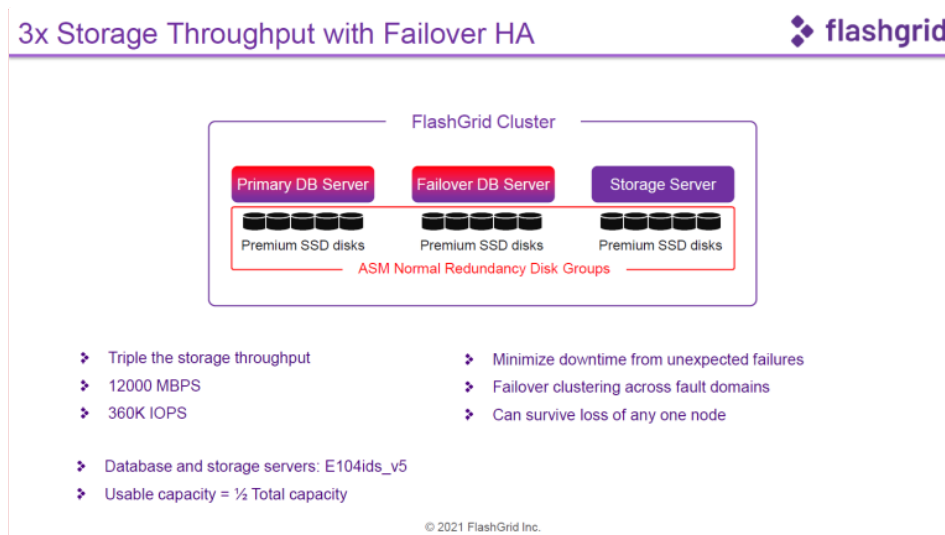 3x Storage Throughput with Failover HA
flashgrid
FlashGrid Cluster
Primary DB Server
Failover DB Server
Storage Server
Premium SSD disks
Premium SSD disks
Premium SSD disks
ASM Normal Redundancy Disk Groups
Triple the storage throughput
12000 MBPS
360K IOPS
Minimize downtime from unexpected failures
Failover clustering across fault domains
Can survive loss of any one node
Database and storage servers: E104ids_v5
Usable capacity = ½ Total capacity
© 2021 FlashGrid Inc.